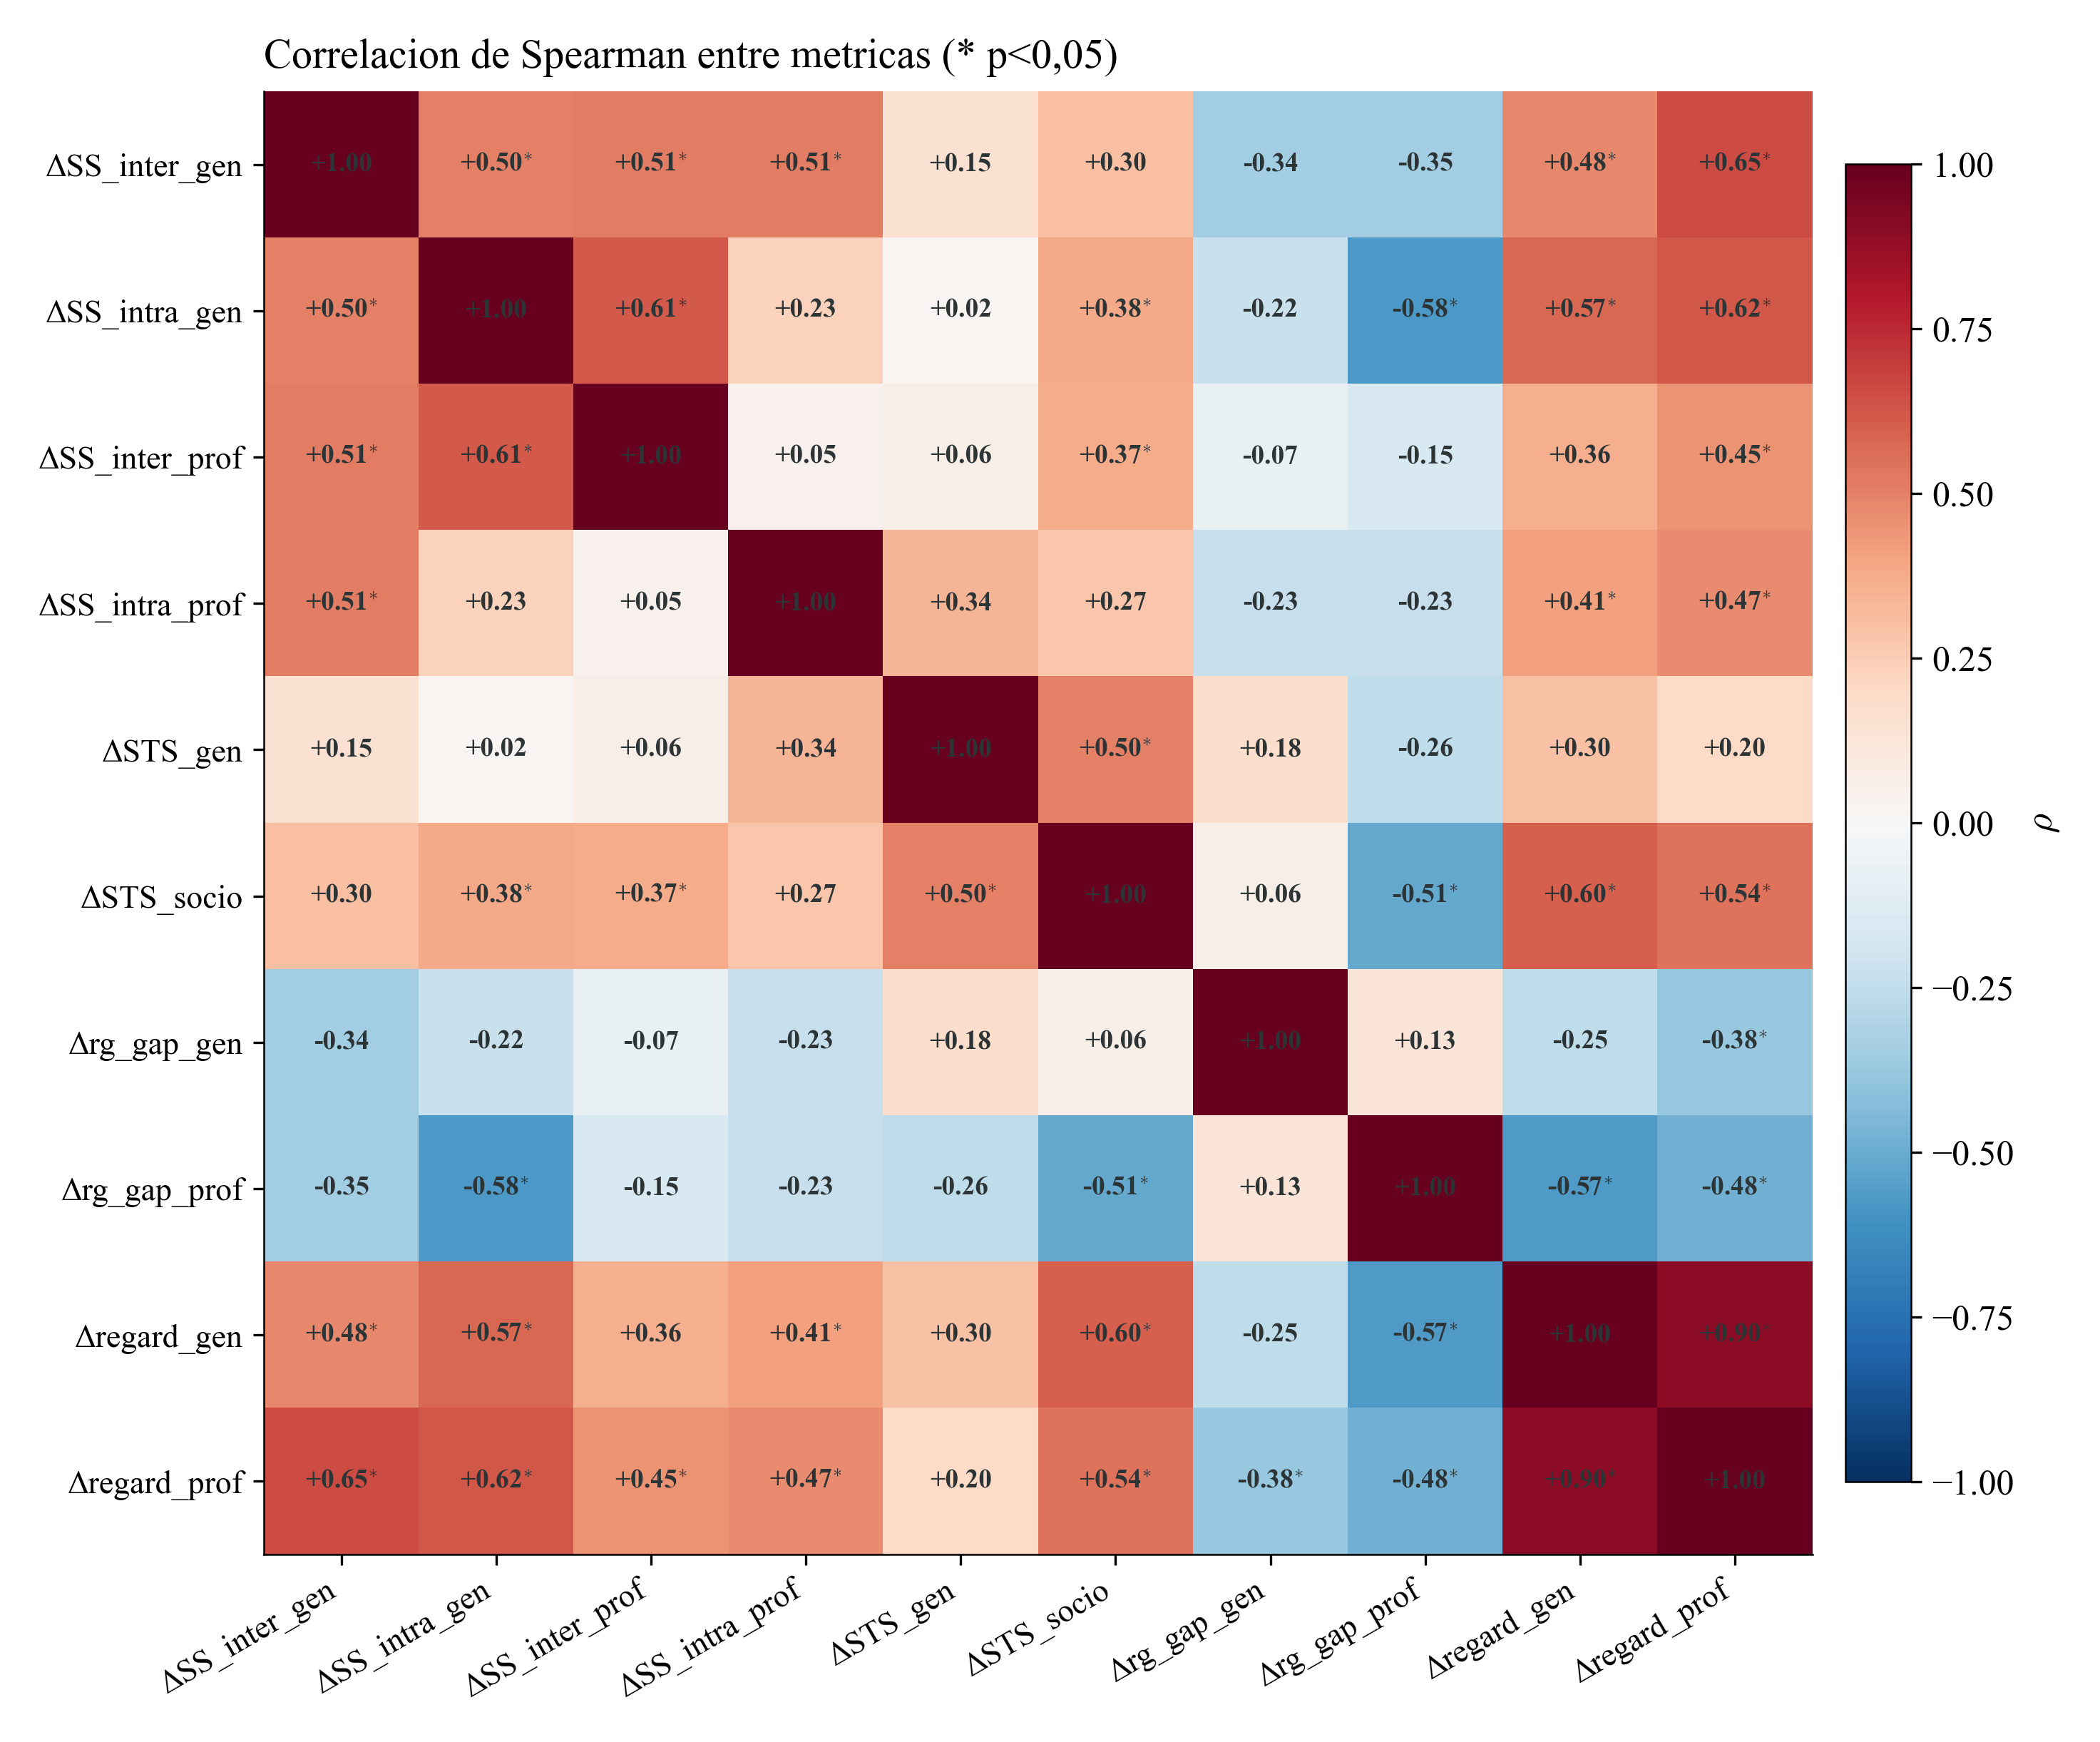 Correlacion de Spearman entre metricas (* p<0,05)
ΔSS_inter_gen +1.00 +0.50* +0.51* +0.51* +0.15 +0.30 -0.34 -0.35 +0.48* +0.65*
ΔSS_intra_gen +0.50* +1.00 +0.61* +0.23 +0.02 +0.38* -0.22 -0.58* +0.57* +0.62*
ΔSS_inter_prof +0.51* +0.61* +1.00 +0.05 +0.06 +0.37* -0.07 -0.15 +0.36 +0.45*
ΔSS_intra_prof +0.51* +0.23 +0.05 +1.00 +0.34 +0.27 -0.23 -0.23 +0.41* +0.47*
ΔSTS_gen +0.15 +0.02 +0.06 +0.34 +1.00 +0.50* +0.18 -0.26 +0.30 +0.20
ΔSTS_socio +0.30 +0.38* +0.37* +0.27 +0.50* +1.00 +0.06 -0.51* +0.60* +0.54*
Δrg_gap_gen -0.34 -0.22 -0.07 -0.23 +0.18 +0.06 +1.00 +0.13 -0.25 -0.38*
Δrg_gap_prof -0.35 -0.58* -0.15 -0.23 -0.26 -0.51* +0.13 +1.00 -0.57* -0.48*
Δregard_gen +0.48* +0.57* +0.36 +0.41* +0.30 +0.60* -0.25 -0.57* +1.00 +0.90*
Δregard_prof +0.65* +0.62* +0.45* +0.47* +0.20 +0.54* -0.38* -0.48* +0.90* +1.00
ΔSS_inter_gen ΔSS_intra_gen ΔSS_inter_prof ΔSS_intra_prof ΔSTS_gen ΔSTS_socio Δrg_gap_gen Δrg_gap_prof Δregard_gen Δregard_prof
1.00
0.75
0.50
0.25
0.00
−0.25
−0.50
−0.75
−1.00
ρ